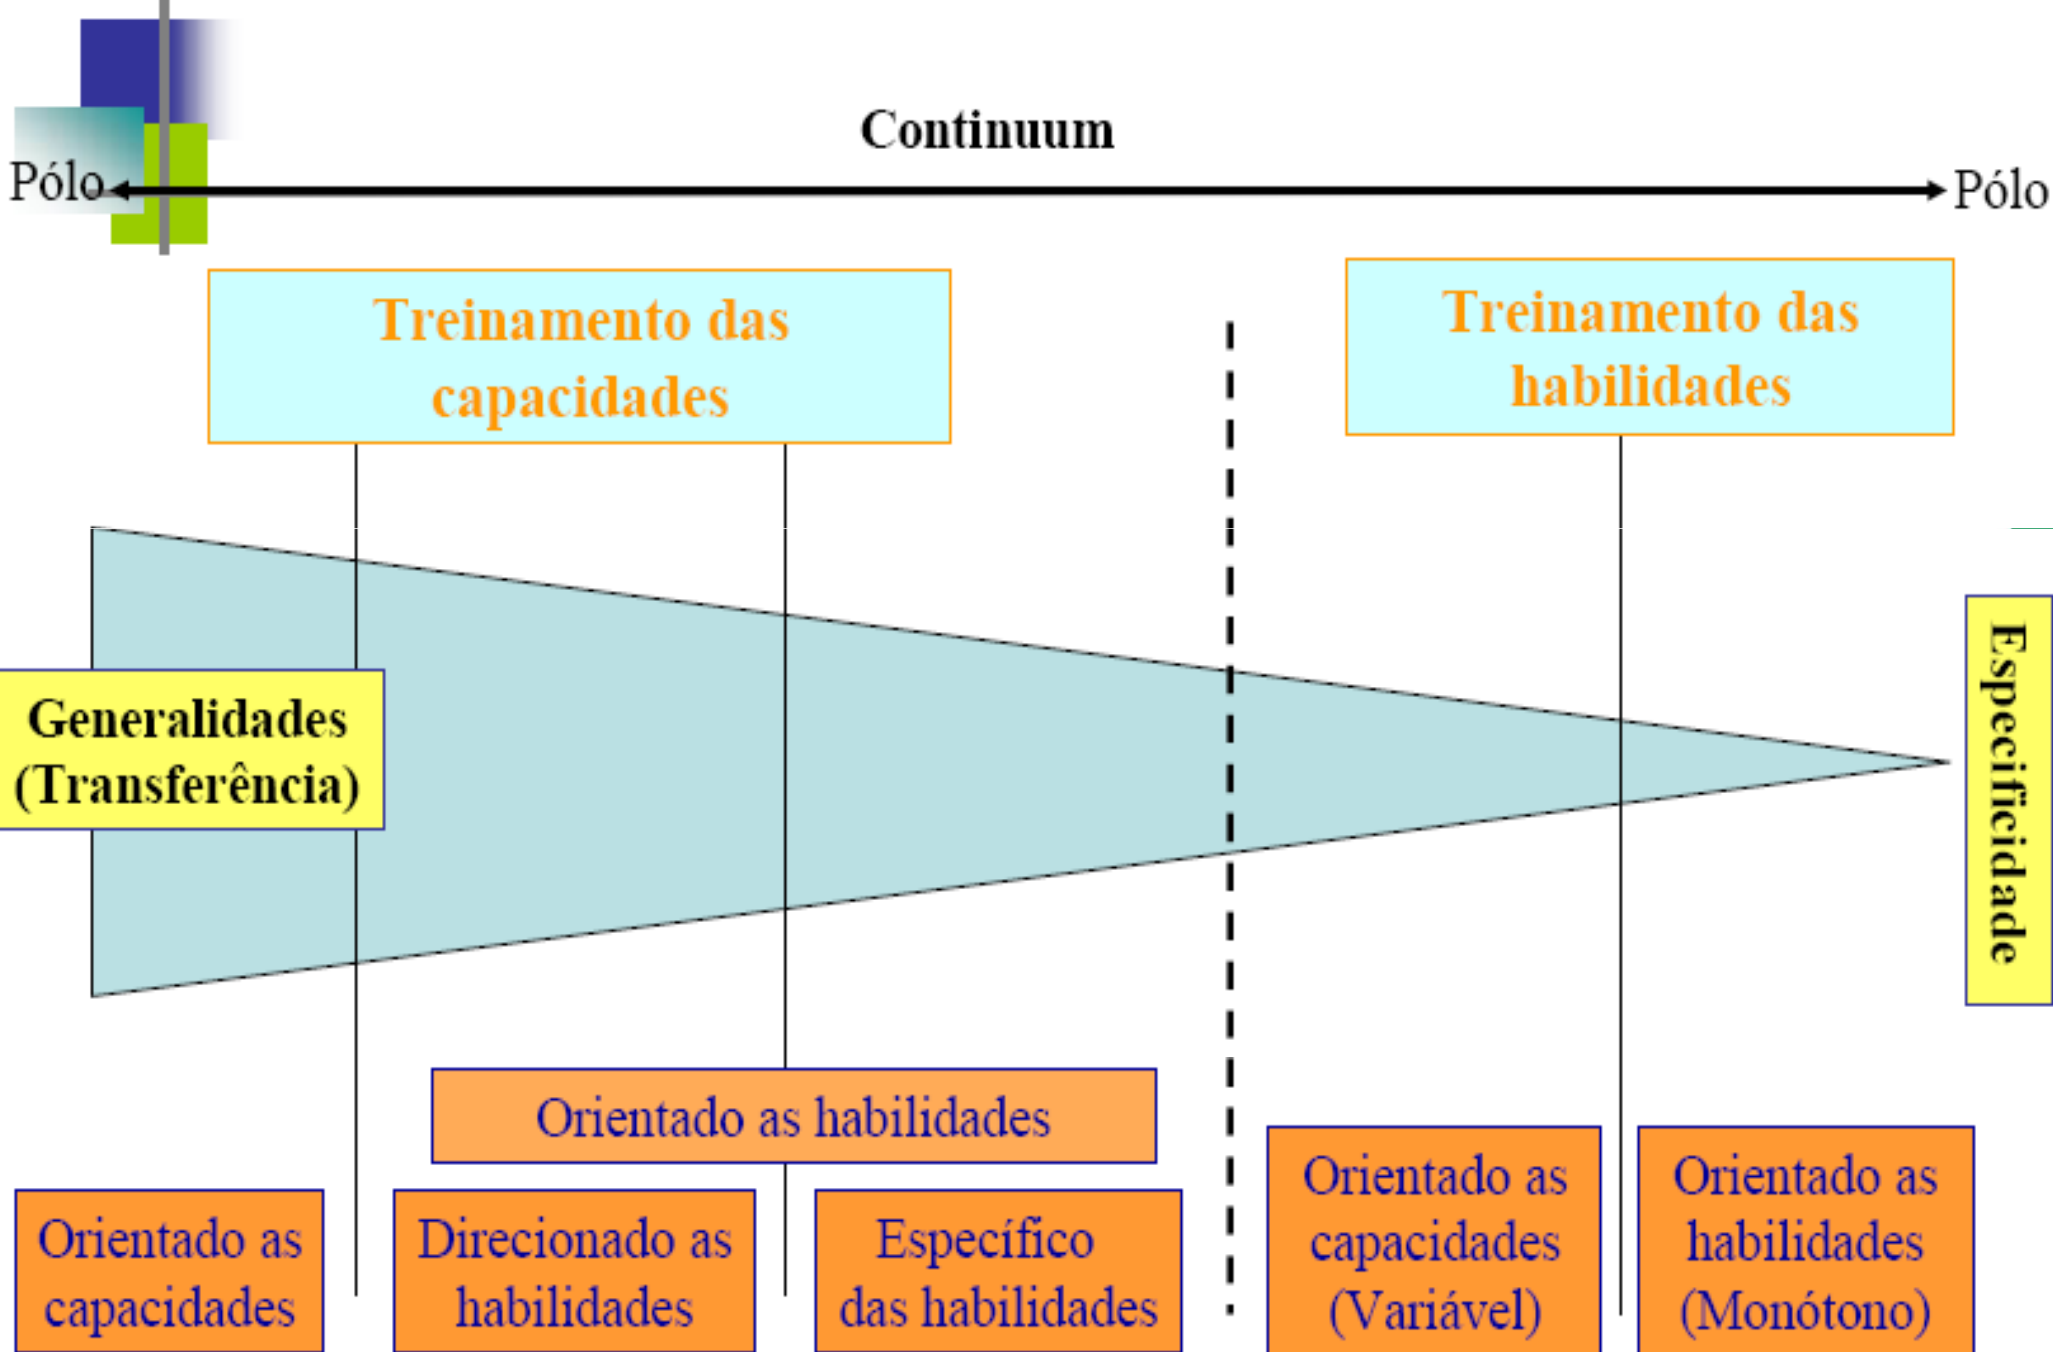 Continuum
Pólo
Pólo
Treinamento das
capacidades
Treinamento das
habilidades
Generalidades
(Transferência)
Especificidade
Orientado as habilidades
Orientado as
capacidades
Direcionado as
habilidades
Específico
das habilidades
Orientado as
capacidades
(Variável)
Orientado as
habilidades
(Monótono)